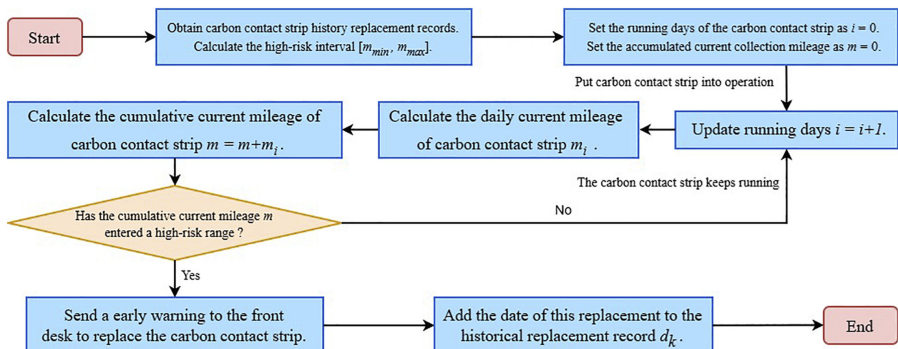 Start
Obtain carbon contact strip history replacement records.
Calculate the high-risk interval [m_min, m_max].
Set the running days of the carbon contact strip as i = 0.
Set the accumulated current collection mileage as m = 0.
Put carbon contact strip into operation
Update running days i = i+1.
Calculate the daily current mileage
of carbon contact strip m_i .
Calculate the cumulative current mileage of
carbon contact strip m = m+m_i .
The carbon contact strip keeps running
Has the cumulative current mileage m
entered a high-risk range ?
No
Yes
Send a early warning to the front
desk to replace the carbon contact strip.
Add the date of this replacement to the
historical replacement record d_k .
End